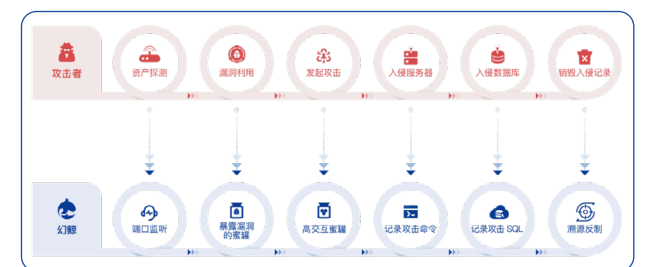 攻击者
资产探测
漏洞利用
发起攻击
入侵服务器
入侵数据库
销毁入侵记录
幻鲸
端口监听
暴露漏洞
的蜜罐
高交互蜜罐
记录攻击命令
记录攻击 SQL
溯源反制